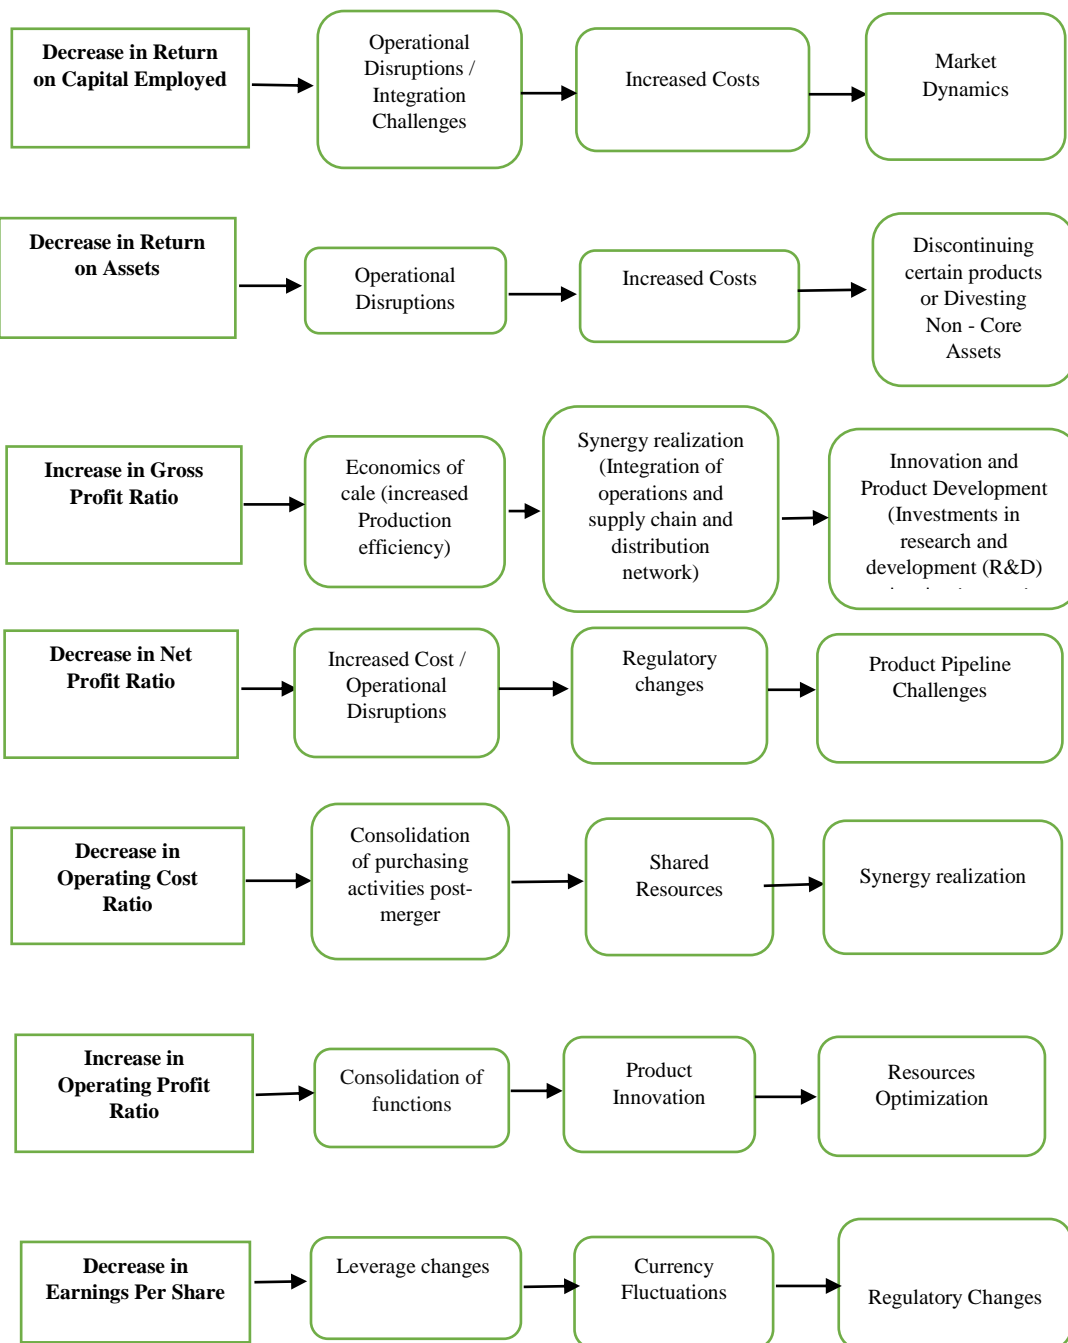 Decrease in Return
on Capital Employed
Operational
Disruptions /
Integration
Challenges
Increased Costs
Market
Dynamics
Decrease in Return
on Assets
Operational
Disruptions
Increased Costs
Discontinuing
certain products
or Divesting
Non - Core
Assets
Increase in Gross
Profit Ratio
Economics of
cale (increased
Production
efficiency)
Synergy realization
(Integration of
operations and
supply chain and
distribution
network)
Innovation and
Product Development
(Investments in
research and
development (R&D)
Decrease in Net
Profit Ratio
Increased Cost /
Operational
Disruptions
Regulatory
changes
Product Pipeline
Challenges
Decrease in
Operating Cost
Ratio
Consolidation
of purchasing
activities post-
merger
Shared
Resources
Synergy realization
Increase in
Operating Profit
Ratio
Consolidation of
functions
Product
Innovation
Resources
Optimization
Decrease in
Earnings Per Share
Leverage changes
Currency
Fluctuations
Regulatory Changes